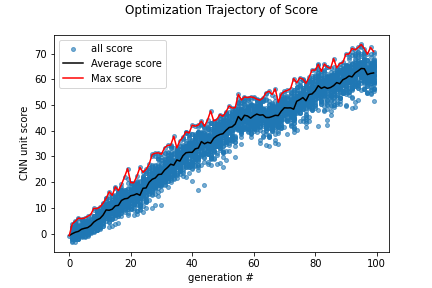 Optimization Trajectory of Score
all score
Average score
Max score
CNN unit score
70
60
50
40
30
20
10
0
0 20 40 60 80 100
generation #